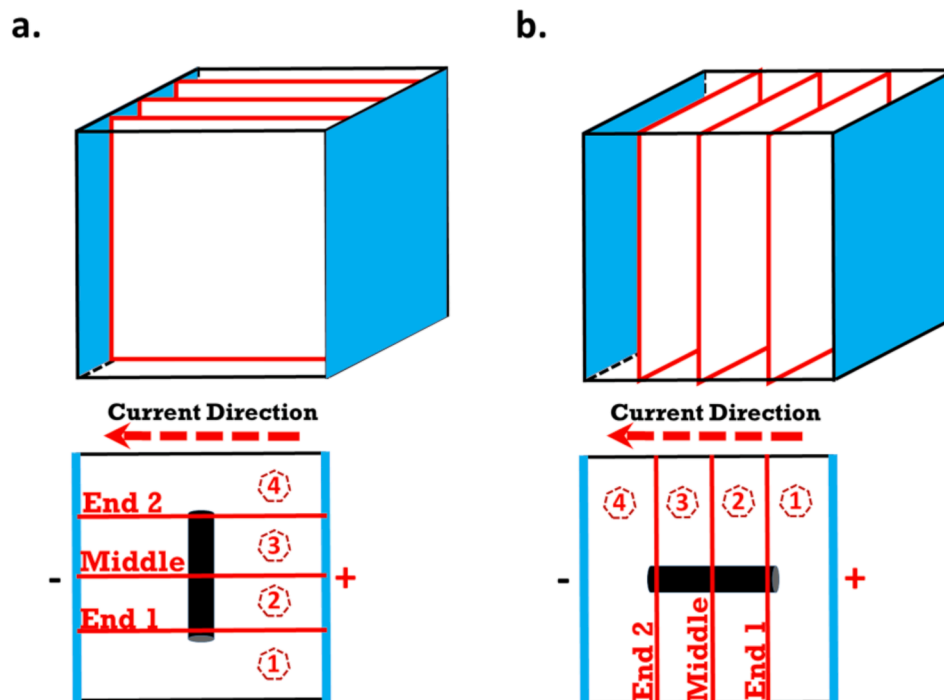 a.
b.
Current Direction
Current Direction
End 2
4
Middle
3
End 1
2
1
-
+
4
3
2
1
-
+
End 2
Middle
End 1